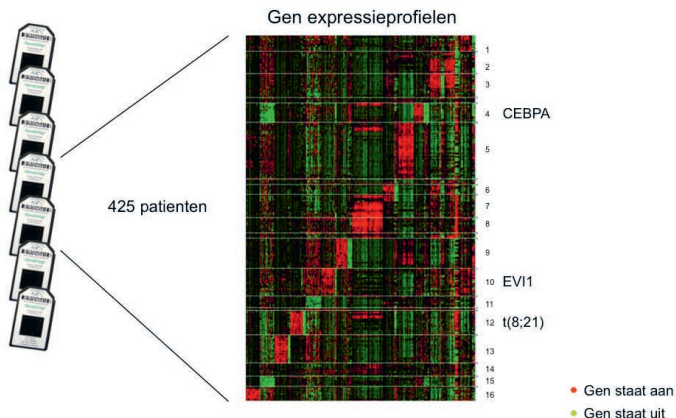 Gen expressieprofielen
425 patienten
1
2
3
4 CEBPA
5
6
7
8
9
10 EVI1
11
12 t(8;21)
13
14
15
16
Gen staat aan
Gen staat uit